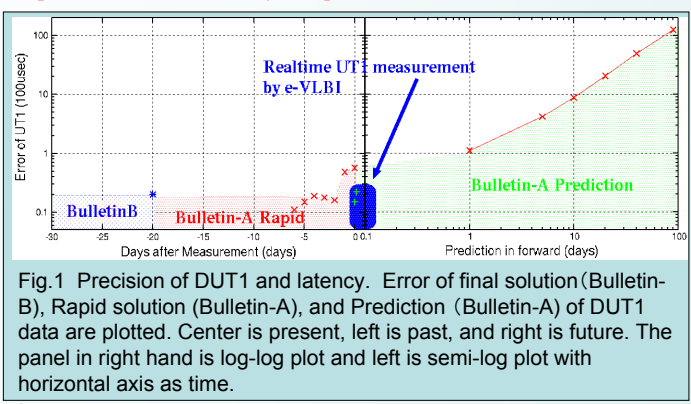 100
10
1
0.1
Error of UT1 (100usec)
Realtime UT1 measurement
by e-VLBI
BulletinB
Bulletin-A Rapid
Bulletin-A Prediction
-30 -25 -20 -15 -10 -5 0 0.1 1 10 100
Days after Measurement (days) Prediction in forward (days)
Fig.1 Precision of DUT1 and latency. Error of final solution（Bulletin-
B), Rapid solution (Bulletin-A), and Prediction （Bulletin-A) of DUT1
data are plotted. Center is present, left is past, and right is future. The
panel in right hand is log-log plot and left is semi-log plot with
horizontal axis as time.